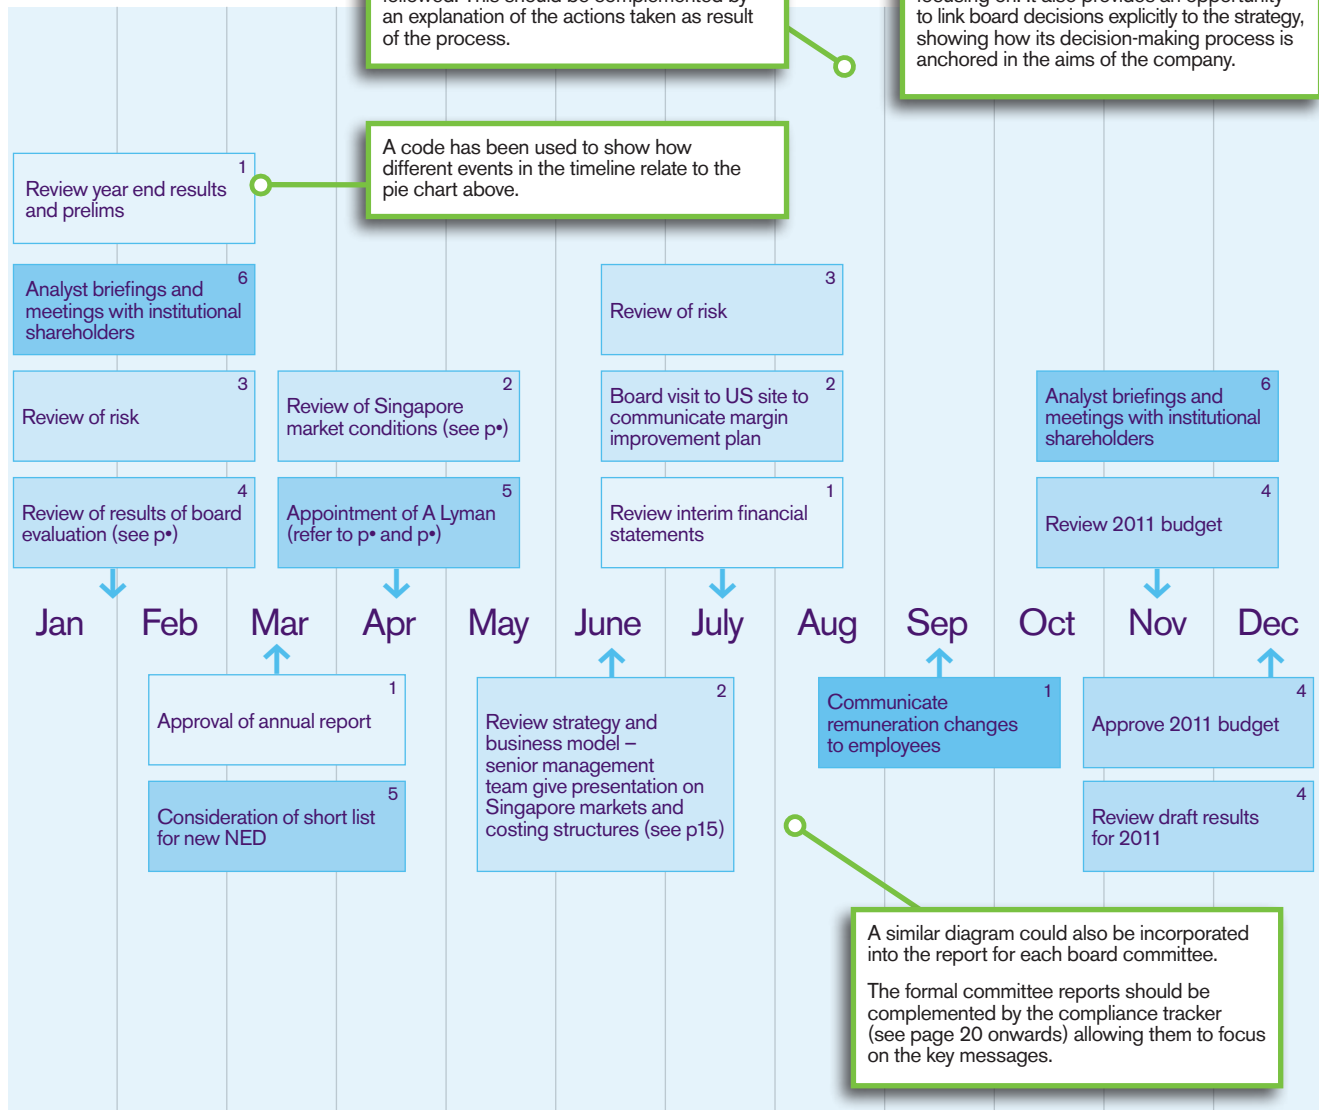 followed. This should be complemented by
an explanation of the actions taken as result
of the process.
to link board decisions explicitly to the strategy,
showing how its decision-making process is
anchored in the aims of the company.
A code has been used to show how
different events in the timeline relate to the
pie chart above.
1
Review year end results
and prelims
6
Analyst briefings and
meetings with institutional
shareholders
3
Review of risk
4
Review of results of board
evaluation (see p•)
2
Review of Singapore
market conditions (see p•)
5
Appointment of A Lyman
(refer to p• and p•)
3
Review of risk
2
Board visit to US site to
communicate margin
improvement plan
1
Review interim financial
statements
6
Analyst briefings and
meetings with institutional
shareholders
4
Review 2011 budget
Jan Feb Mar Apr May June July Aug Sep Oct Nov Dec
1
Approval of annual report
5
Consideration of short list
for new NED
2
Review strategy and
business model –
senior management
team give presentation on
Singapore markets and
costing structures (see p15)
1
Communicate
remuneration changes
to employees
4
Approve 2011 budget
4
Review draft results
for 2011
A similar diagram could also be incorporated
into the report for each board committee.
The formal committee reports should be
complemented by the compliance tracker
(see page 20 onwards) allowing them to focus
on the key messages.